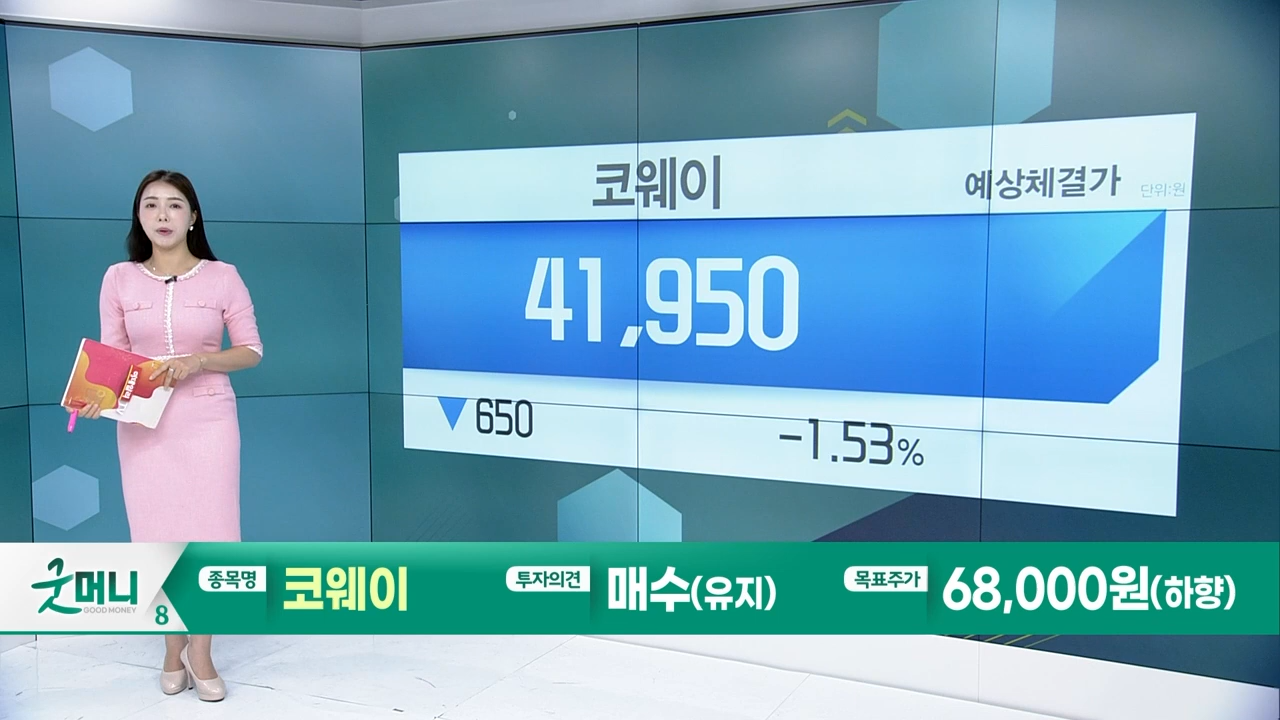 코웨이
예상체결가 단위:원
41,950
▼ 650 -1.53%
굿머니
GOOD MONEY
8
종목명 코웨이 투자의견 매수(유지) 목표주가 68,000원(하향)